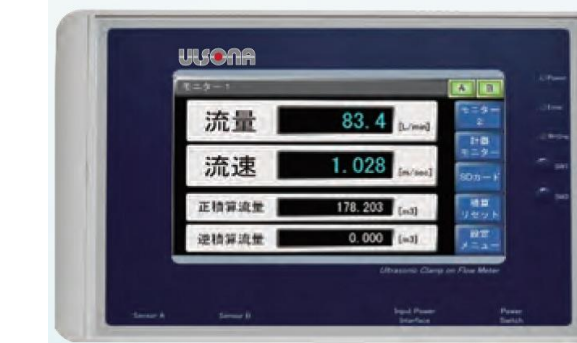 ULSONA
モニター 1
A B
流量 83.4 [L/min]
流速 1.028 [m/sec]
正積算流量 178.203 [m3]
逆積算流量 0.000 [m3]
モニター
2
計器
モニター
SDカード
積算
リセット
設定
メニュー
Ultrasonic Clamp on Flow Meter
Power
Error
Sensor A
Sensor B
Input Power
Interface
Power
Switch